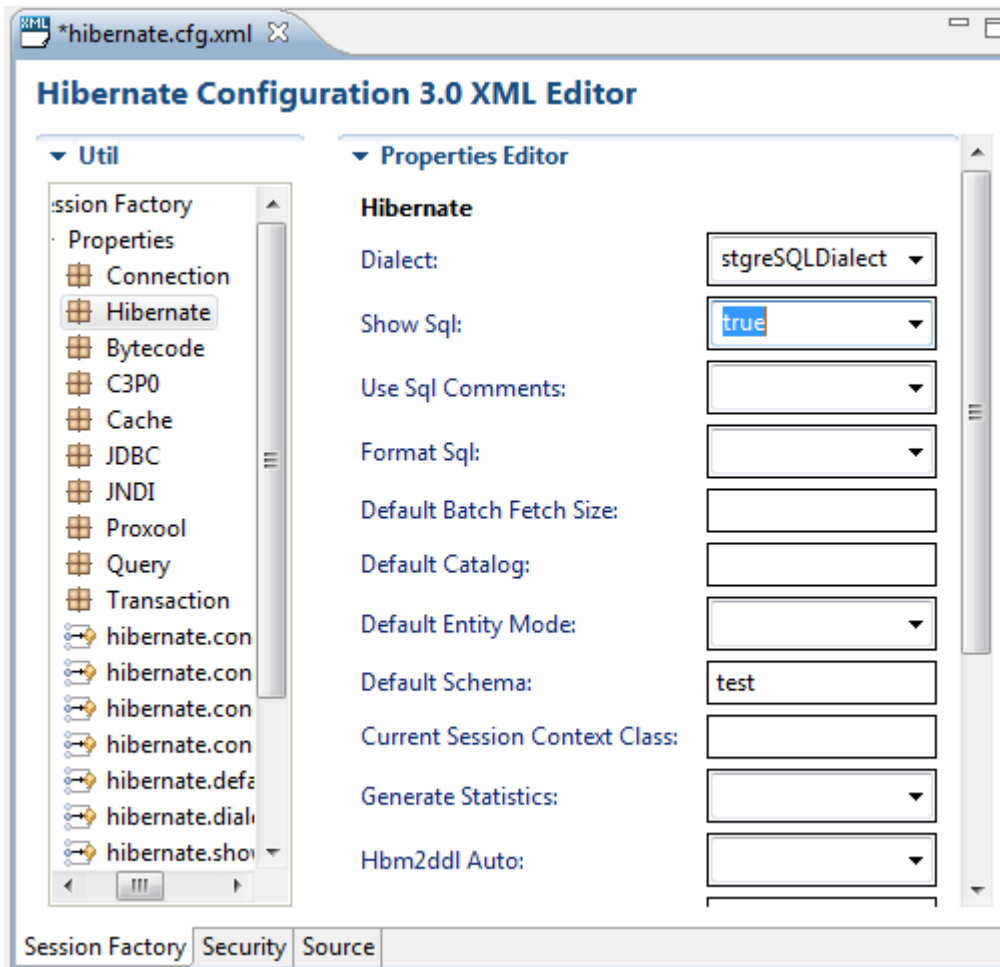 XML
*hibernate.cfg.xml
Hibernate Configuration 3.0 XML Editor
Util
ssion Factory
Properties
Connection
Hibernate
Bytecode
C3P0
Cache
JDBC
JNDI
Proxool
Query
Transaction
hibernate.con
hibernate.con
hibernate.con
hibernate.con
hibernate.defa
hibernate.diale
hibernate.show
Properties Editor
Hibernate
Dialect: stgreSQLDialect
Show Sql: true
Use Sql Comments:
Format Sql:
Default Batch Fetch Size:
Default Catalog:
Default Entity Mode:
Default Schema: test
Current Session Context Class:
Generate Statistics:
Hbm2ddl Auto:
Session Factory Security Source